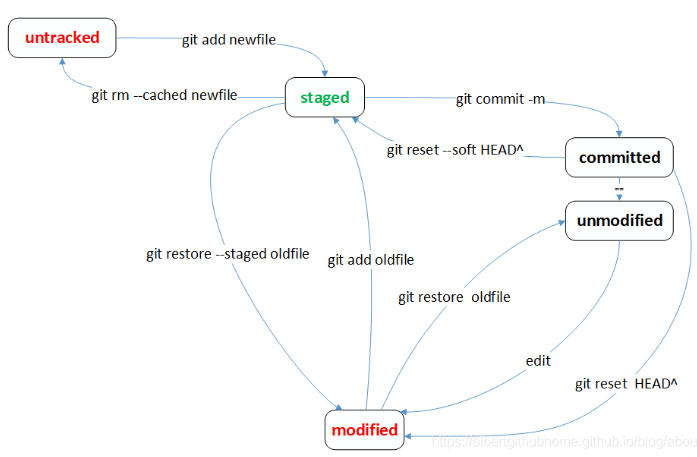 untracked
git add newfile
git rm --cached newfile
staged
git commit -m
git reset --soft HEAD^
committed
--
unmodified
git restore --staged oldfile
git add oldfile
git restore oldfile
edit
git reset HEAD^
modified
https://albertgithubhome.github.io/blog/abou